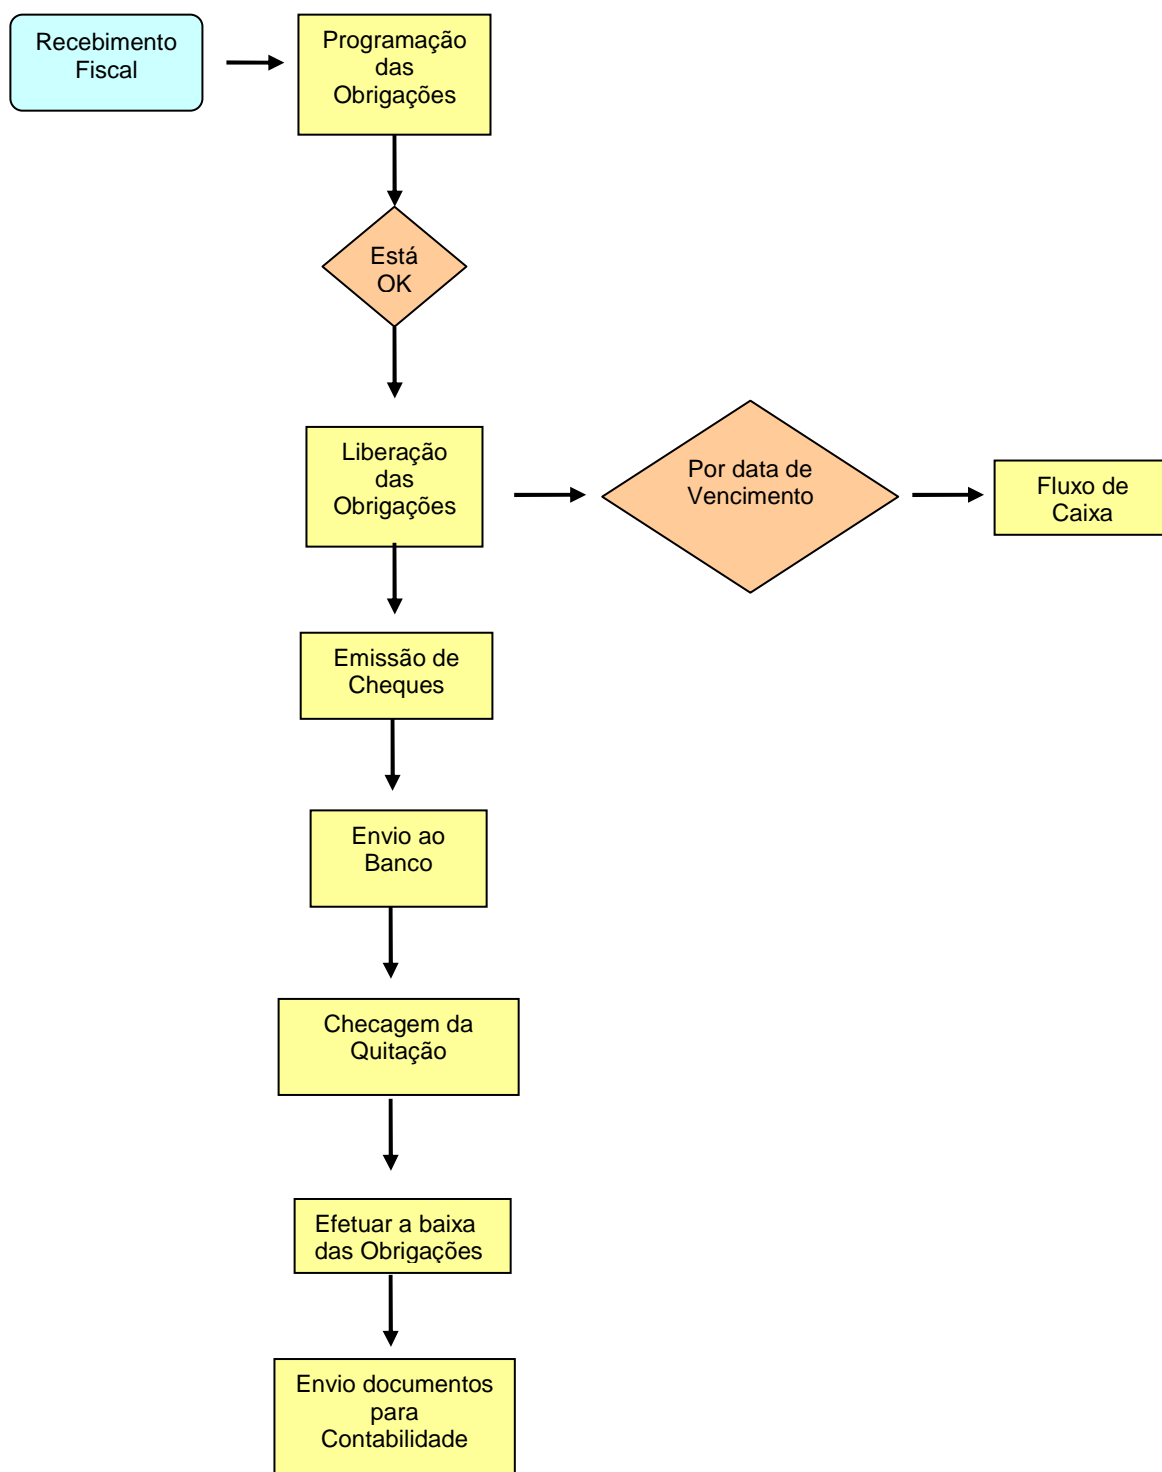 Recebimento
Fiscal
Programação
das
Obrigações
Está
OK
Liberação
das
Obrigações
Por data de
Vencimento
Fluxo de
Caixa
Emissão de
Cheques
Envio ao
Banco
Checagem da
Quitação
Efetuar a baixa
das Obrigações
Envio documentos
para
Contabilidade